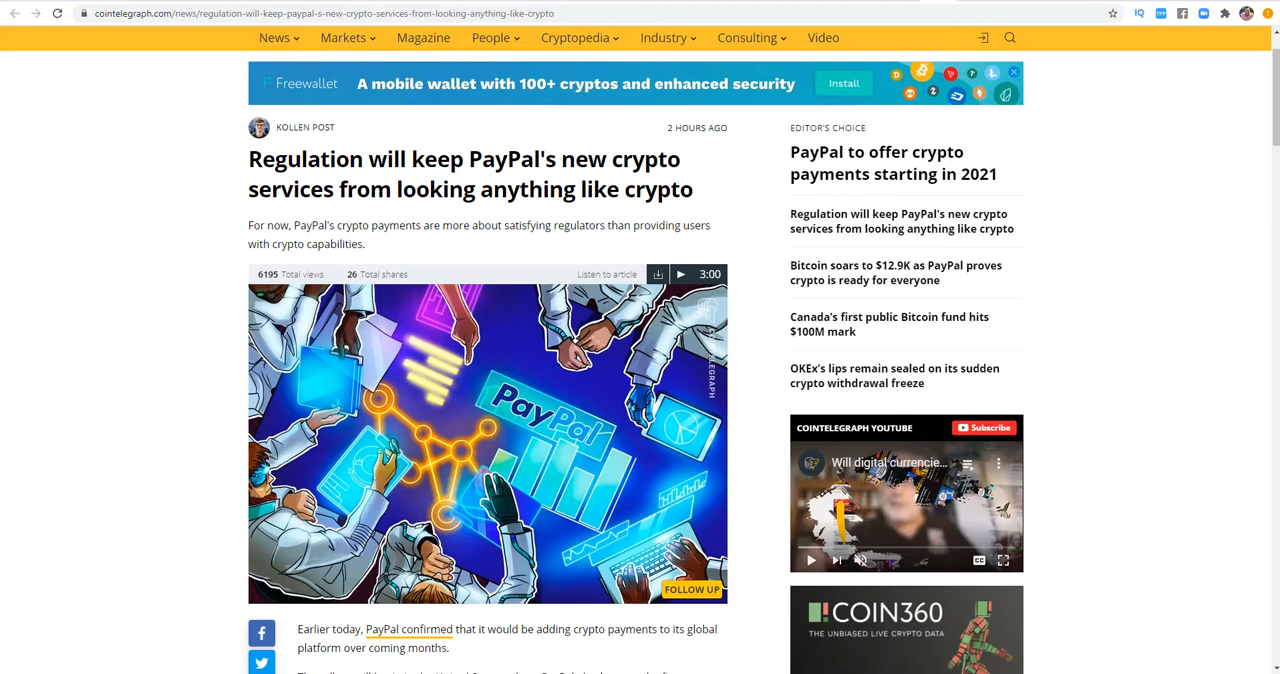 cointelegraph.com/news/regulation-will-keep-paypal-s-new-crypto-services-from-looking-anything-like-crypto
News Markets Magazine People Cryptopedia Industry Consulting Video
Freewallet A mobile wallet with 100+ cryptos and enhanced security Install
KOLLEN POST 2 HOURS AGO
Regulation will keep PayPal's new crypto
services from looking anything like crypto
For now, PayPal's crypto payments are more about satisfying regulators than providing users
with crypto capabilities.
6195 Total views 26 Total shares Listen to article 3:00
PayPal
FOLLOW UP
Earlier today, PayPal confirmed that it would be adding crypto payments to its global
platform over coming months.
EDITOR'S CHOICE
PayPal to offer crypto
payments starting in 2021
Regulation will keep PayPal's new crypto
services from looking anything like crypto
Bitcoin soars to $12.9K as PayPal proves
crypto is ready for everyone
Canada's first public Bitcoin fund hits
$100M mark
OKEx's lips remain sealed on its sudden
crypto withdrawal freeze
COINTELEGRAPH YOUTUBE Subscribe
Will digital currencie...
CC
COIN360
THE UNBIASED LIVE CRYPTO DATA